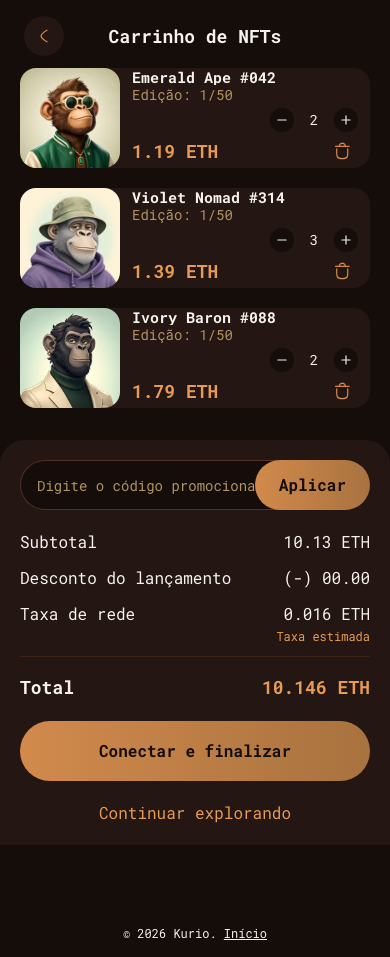 Carrinho de NFTs
Emerald Ape #042
Edição: 1/50
2
1.19 ETH
Violet Nomad #314
Edição: 1/50
3
1.39 ETH
Ivory Baron #088
Edição: 1/50
2
1.79 ETH
Digite o código promociona
Aplicar
Subtotal 10.13 ETH
Desconto do lançamento (-) 00.00
Taxa de rede 0.016 ETH
Taxa estimada
Total 10.146 ETH
Conectar e finalizar
Continuar explorando
© 2026 Kurio. Início